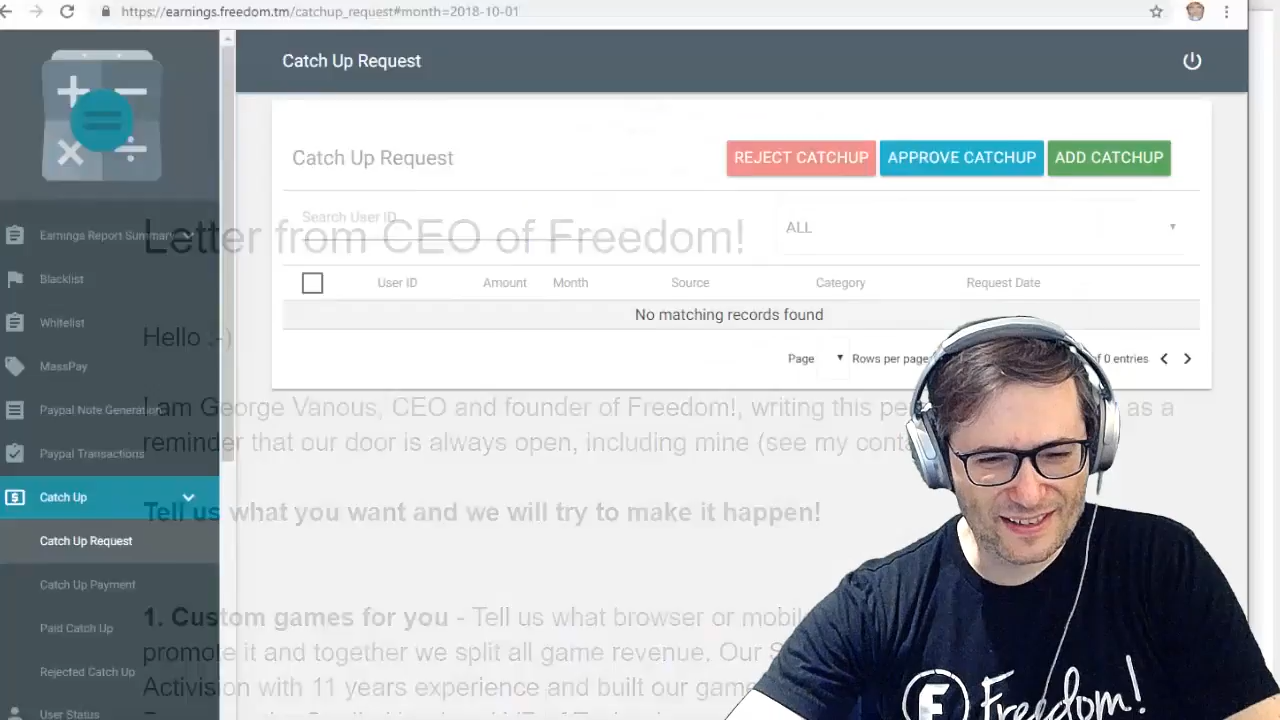 https://earnings.freedom.tm/catchup_request#month=2018-10-01
Catch Up Request
Catch Up Request
REJECT CATCHUP
APPROVE CATCHUP
ADD CATCHUP
Search User ID
ALL
User ID Amount Month Source Category Request Date
No matching records found
Page Rows per page of 0 entries
Earnings Report Summary
Blacklist
Whitelist
MassPay
Paypal Note Generation
Paypal Transactions
Catch Up
Catch Up Request
Catch Up Payment
Paid Catch Up
Rejected Catch Up
User Status
Letter from CEO of Freedom!
Hello :-)
I am George Vanous, CEO and founder of Freedom!, writing this as a
reminder that our door is always open, including mine (see my
Tell us what you want and we will try to make it happen!
1. Custom games for you - Tell us what browser or
promote it and together we split all game revenue. Our
Activision with 11 years experience and built our
F Freedom!